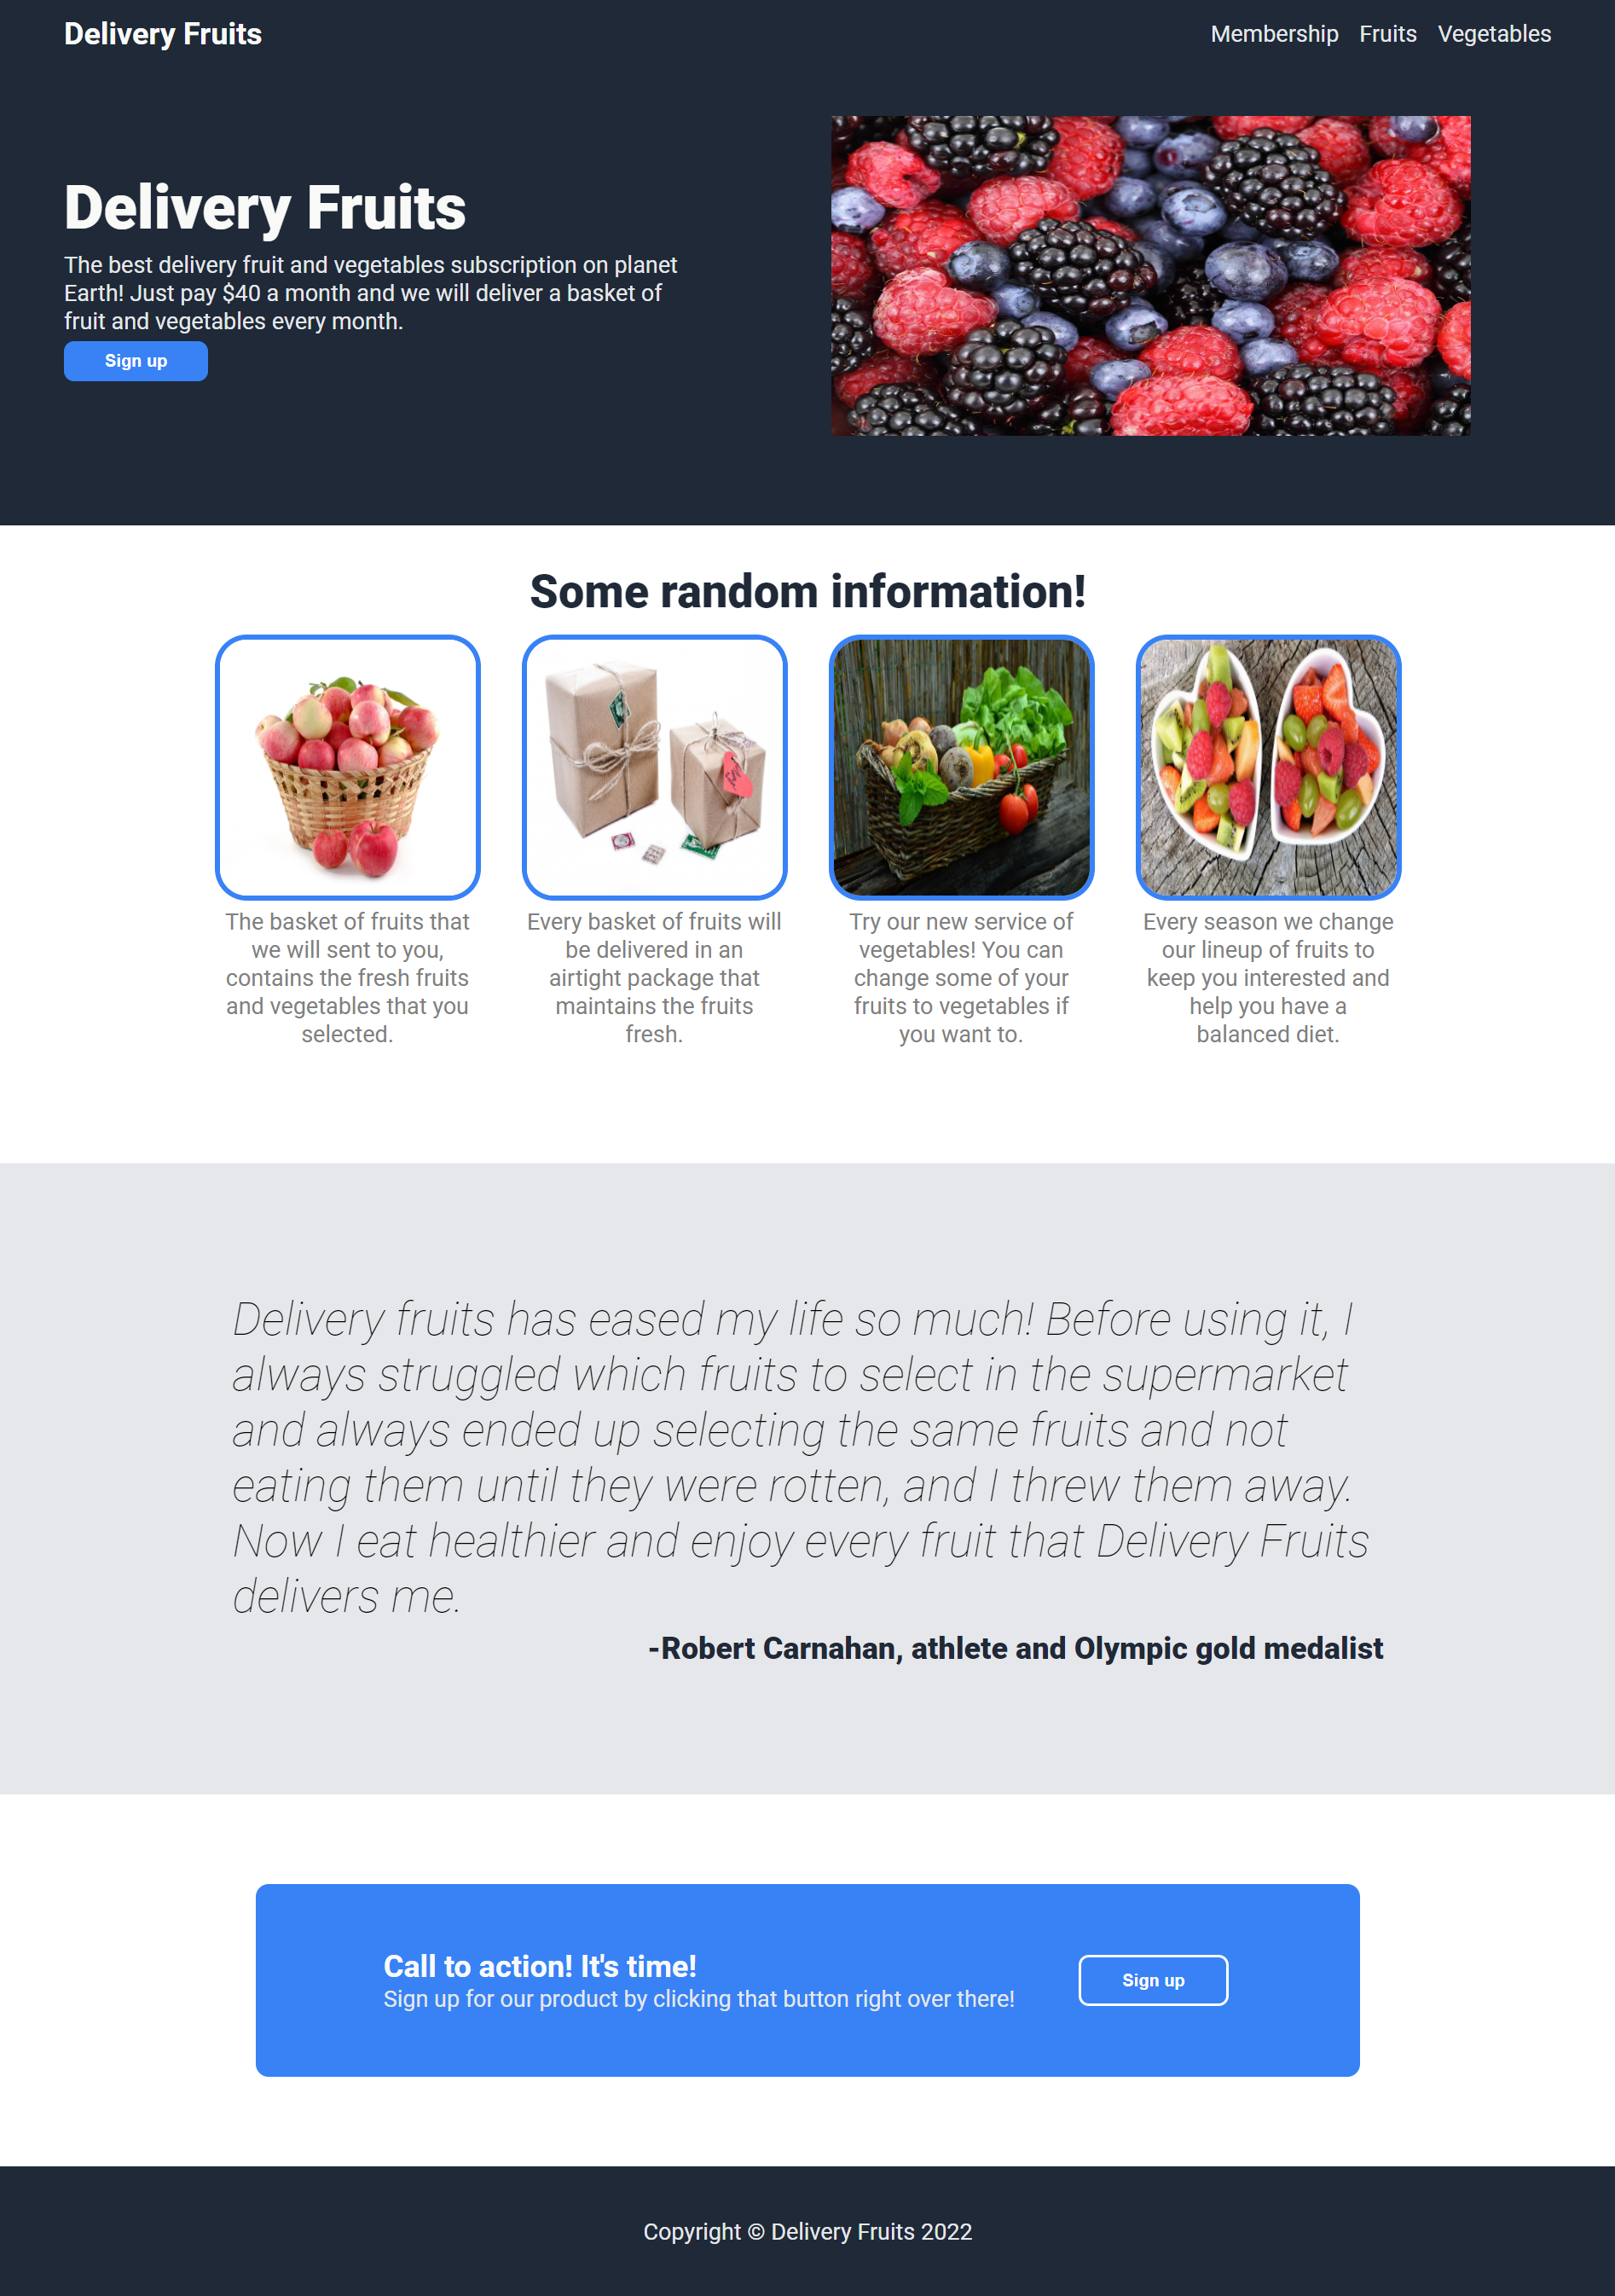 Delivery Fruits
Membership Fruits Vegetables
Delivery Fruits
The best delivery fruit and vegetables subscription on planet
Earth! Just pay $40 a month and we will deliver a basket of
fruit and vegetables every month.
Sign up
Some random information!
The basket of fruits that
we will sent to you,
contains the fresh fruits
and vegetables that you
selected.
Every basket of fruits will
be delivered in an
airtight package that
maintains the fruits
fresh.
Try our new service of
vegetables! You can
change some of your
fruits to vegetables if
you want to.
Every season we change
our lineup of fruits to
keep you interested and
help you have a
balanced diet.
Delivery fruits has eased my life so much! Before using it, I
always struggled which fruits to select in the supermarket
and always ended up selecting the same fruits and not
eating them until they were rotten, and I threw them away.
Now I eat healthier and enjoy every fruit that Delivery Fruits
delivers me.
-Robert Carnahan, athlete and Olympic gold medalist
Call to action! It's time!
Sign up for our product by clicking that button right over there!
Sign up
Copyright © Delivery Fruits 2022